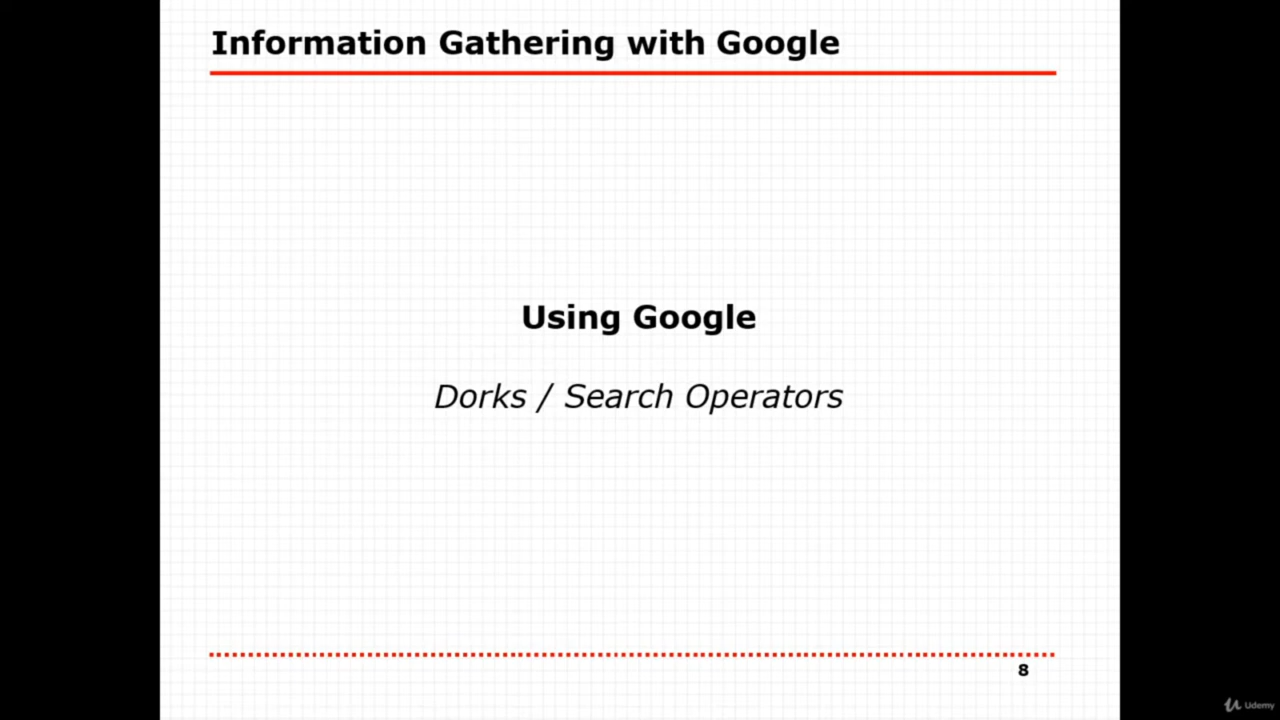 Information Gathering with Google
Using Google
Dorks / Search Operators
8
Udemy